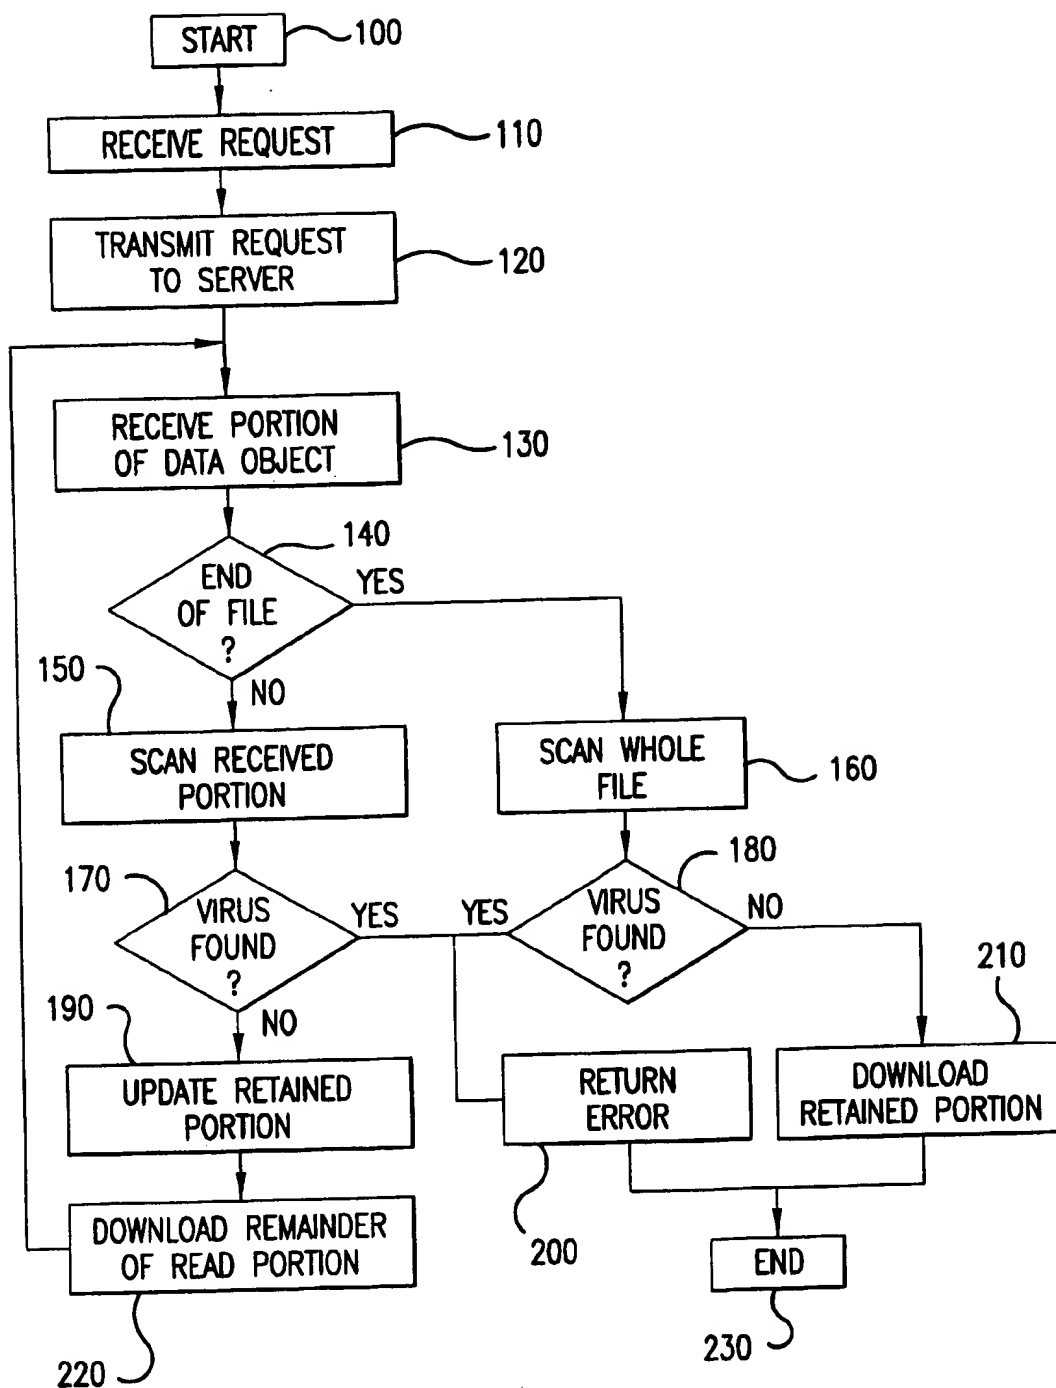 START
100
RECEIVE REQUEST
110
TRANSMIT REQUEST
TO SERVER
120
RECEIVE PORTION
OF DATA OBJECT
130
140
END
OF FILE
?
YES
NO
150
SCAN RECEIVED
PORTION
SCAN WHOLE
FILE
160
170
VIRUS
FOUND
?
YES
NO
180
VIRUS
FOUND
?
YES
NO
190
UPDATE RETAINED
PORTION
RETURN
ERROR
200
210
DOWNLOAD
RETAINED PORTION
DOWNLOAD REMAINDER
OF READ PORTION
220
END
230